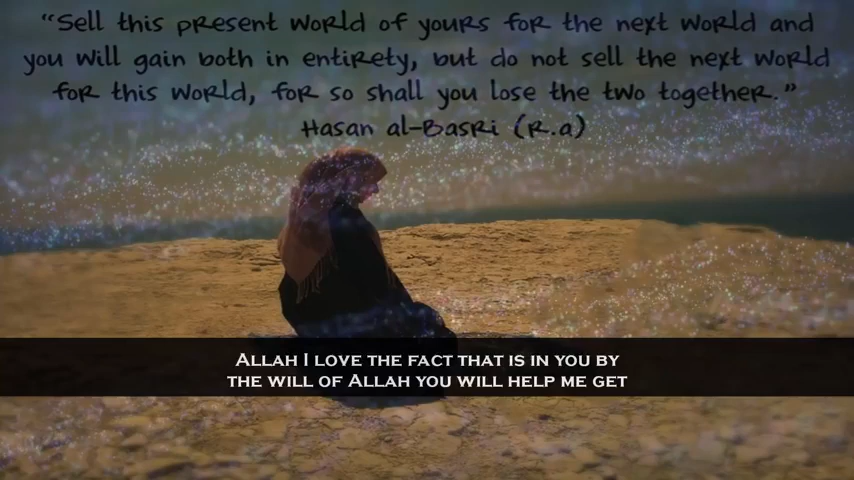 “Sell this present world of yours for the next world and
you will gain both in entirety, but do not sell the next world
for this world, for so shall you lose the two together.”
Hasan al-Basri (R.a)
ALLAH I LOVE THE FACT THAT IS IN YOU BY
THE WILL OF ALLAH YOU WILL HELP ME GET